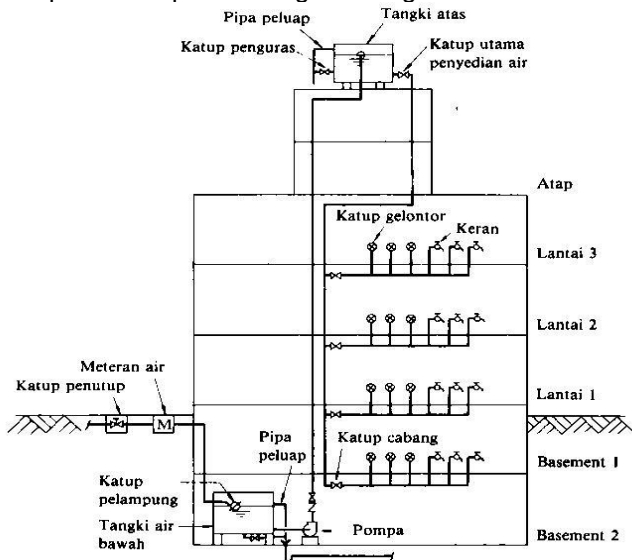 Pipa peluap
Tangki atas
Katup penguras
Katup utama
penyedian air
Atap
Katup gelontor
Keran
Lantai 3
Lantai 2
Meteran air
Katup penutup
Lantai 1
M
Pipa
peluap
Katup cabang
Basement 1
Katup
pelampung
Tangki air
bawah
Pompa
Basement 2